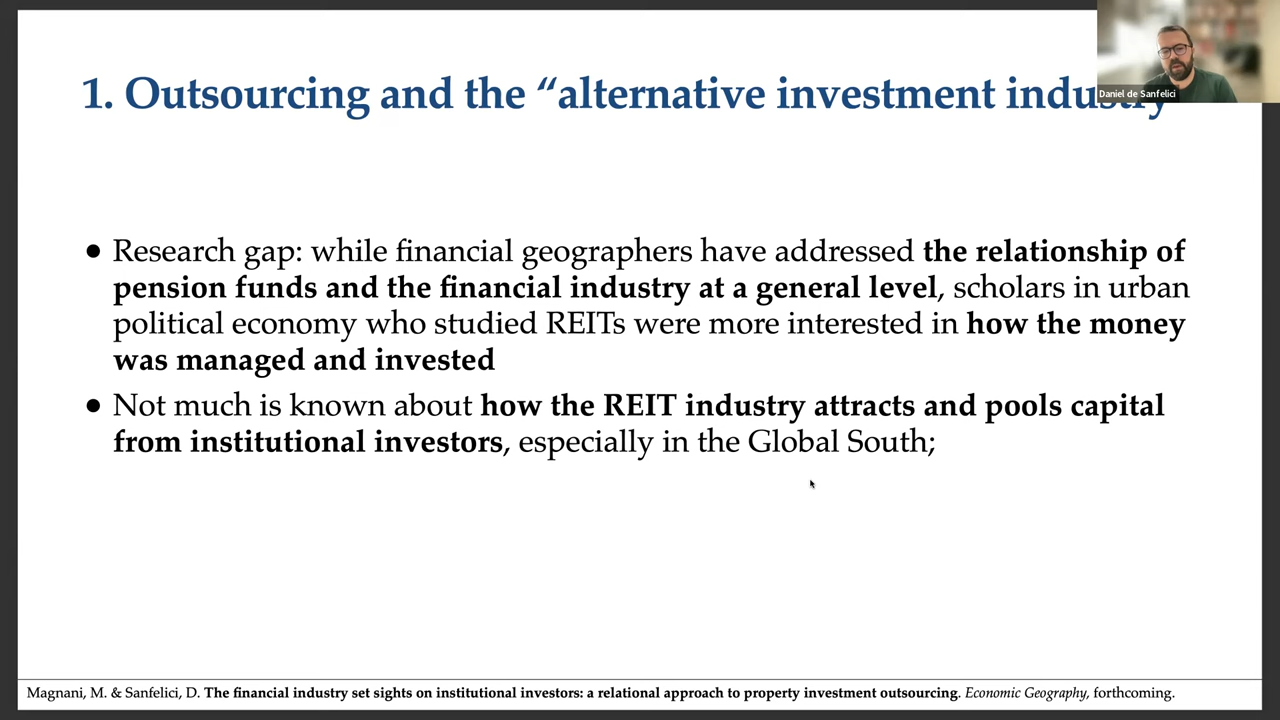 1. Outsourcing and the “alternative investment industry
Daniel de Sanfelici
● Research gap: while financial geographers have addressed the relationship of
pension funds and the financial industry at a general level, scholars in urban
political economy who studied REITs were more interested in how the money
was managed and invested
● Not much is known about how the REIT industry attracts and pools capital
from institutional investors, especially in the Global South;
Magnani, M. & Sanfelici, D. The financial industry set sights on institutional investors: a relational approach to property investment outsourcing. Economic Geography, forthcoming.